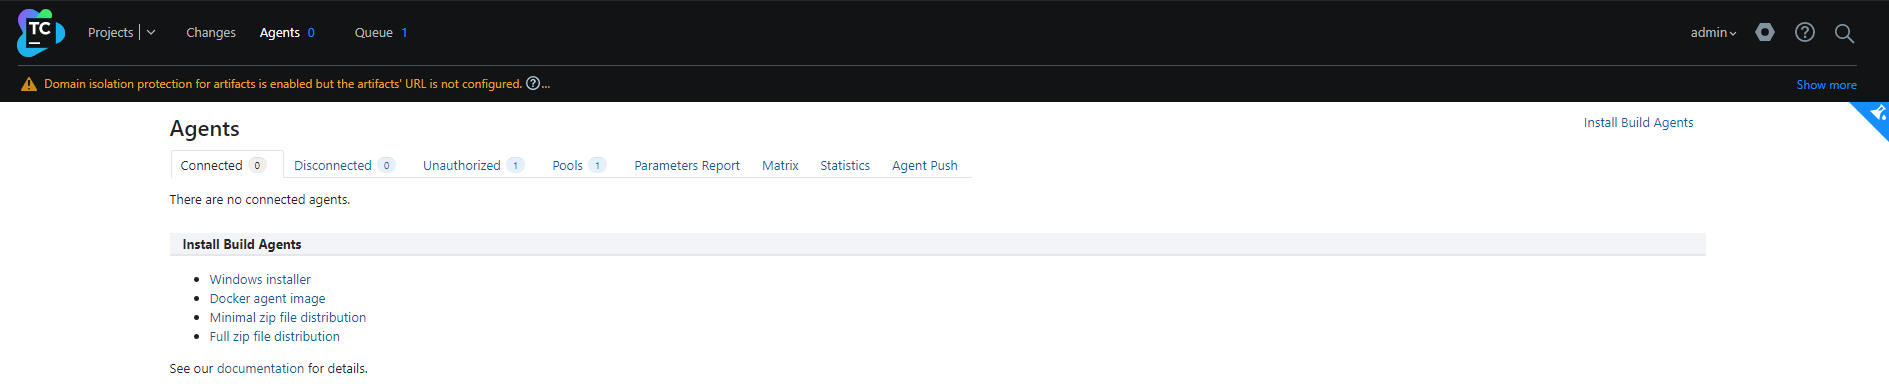 TC Projects Changes Agents 0 Queue 1 admin
Domain isolation protection for artifacts is enabled but the artifacts' URL is not configured. ?... Show more
Agents Install Build Agents
Connected 0 Disconnected 0 Unauthorized 1 Pools 1 Parameters Report Matrix Statistics Agent Push
There are no connected agents.
Install Build Agents
Windows installer
Docker agent image
Minimal zip file distribution
Full zip file distribution
See our documentation for details.